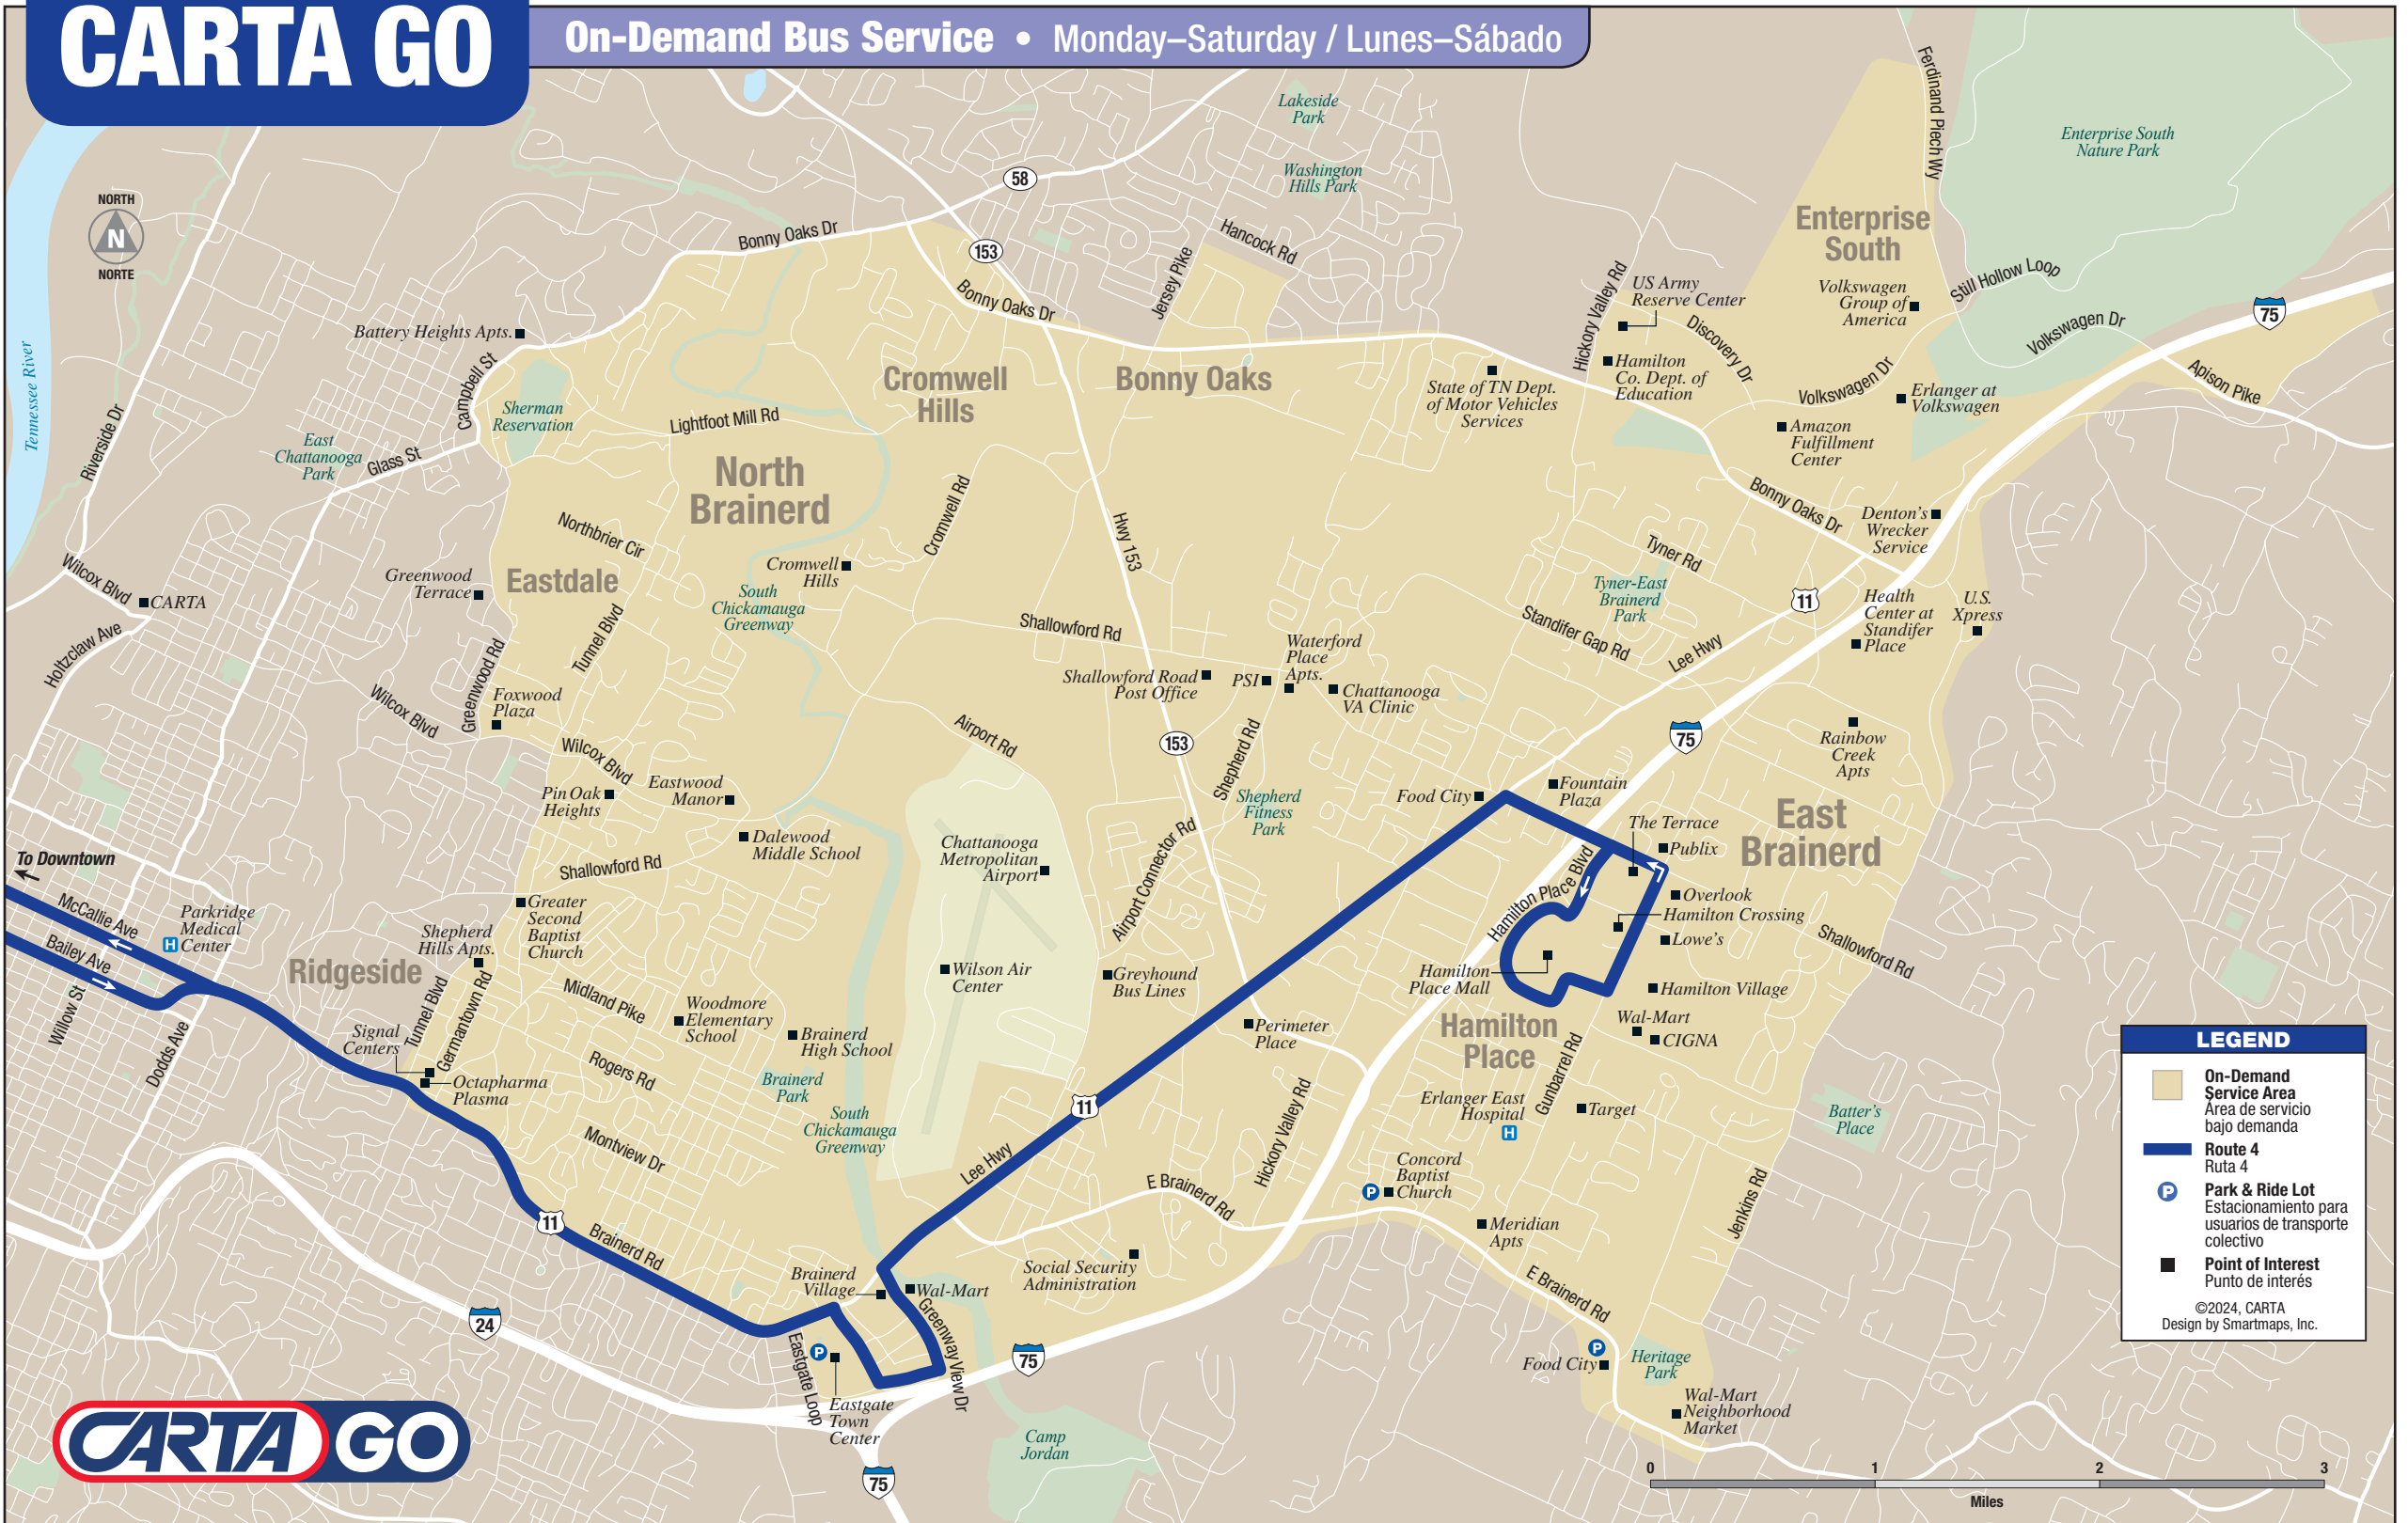 CARTA GO
On-Demand Bus Service • Monday–Saturday / Lunes–Sábado
NORTH
N
NORTE
Tennessee River
Riverside Dr
Lakeside
Park
Washington
Hills Park
58
153
Bonny Oaks Dr
Bonny Oaks Dr
Jersey Pike
Hancock Rd
Ferdinand Piech Wy
Enterprise South
Nature Park
Enterprise
South
Volkswagen
Group of
America
Still Hollow Loop
Volkswagen Dr
75
Apison Pike
Hickory Valley Rd
US Army
Reserve Center
Discovery Dr
Hamilton
Co. Dept. of
Education
Volkswagen Dr
Erlanger at
Volkswagen
Amazon
Fulfillment
Center
State of TN Dept.
of Motor Vehicles
Services
Battery Heights Apts.
Campbell St
Sherman
Reservation
Lightfoot Mill Rd
Cromwell
Hills
Bonny Oaks
East
Chattanooga
Park
Glass St
North
Brainerd
Northbrier Cir
Cromwell Rd
Hwy 153
Bonny Oaks Dr
Denton's
Wrecker
Service
Tyner Rd
Tyner-East
Brainerd
Park
11
Health
Center at
Standifer
Place
U.S.
Xpress
Wilcox Blvd
CARTA
Holtzclaw Ave
Greenwood
Terrace
Eastdale
Cromwell
Hills
South
Chickamauga
Greenway
Tunnel Blvd
Greenwood Rd
Shallowford Rd
Standifer Gap Rd
Lee Hwy
Waterford
Place
Apts.
Shallowford Road
Post Office
PSI
Chattanooga
VA Clinic
Foxwood
Plaza
Wilcox Blvd
Wilcox Blvd
Airport Rd
153
Shepherd Rd
75
Rainbow
Creek
Apts
Pin Oak
Heights
Eastwood
Manor
Dalewood
Middle School
Shepherd
Fitness
Park
Food City
Fountain
Plaza
East
Brainerd
The Terrace
Publix
To Downtown
McCallie Ave
Bailey Ave
H
Parkridge
Medical
Center
Shallowford Rd
Chattanooga
Metropolitan
Airport
Airport Connector Rd
Hamilton Place Blvd
Overlook
Hamilton Crossing
Lowe's
Shallowford Rd
Greater
Second
Baptist
Church
Shepherd
Hills Apts.
Ridgeside
Wilson Air
Center
Greyhound
Bus Lines
Hamilton
Place Mall
Hamilton Village
Willow St
Dodds Ave
Signal
Centers
Tunnel Blvd
Germantown Rd
Octapharma
Plasma
Midland Pike
Woodmore
Elementary
School
Brainerd
High School
Rogers Rd
Brainerd
Park
South
Chickamauga
Greenway
Perimeter
Place
Hamilton
Place
Wal-Mart
CIGNA
Gunbarrel Rd
Erlanger East
Hospital
H
Target
Batter's
Place
11
Lee Hwy
Hickory Valley Rd
Montview Dr
E Brainerd Rd
Concord
Baptist
Church
P
Jenkins Rd
Meridian
Apts
11
Brainerd Rd
Brainerd
Village
Wal-Mart
Social Security
Administration
E Brainerd Rd
24
Eastgate Loop
P
Greenway View Dr
75
Eastgate
Town
Center
Camp
Jordan
75
P
Food City
Heritage
Park
Wal-Mart
Neighborhood
Market
LEGEND
On-Demand
Service Area
Área de servicio
bajo demanda
Route 4
Ruta 4
P
Park & Ride Lot
Estacionamiento para
usuarios de transporte
colectivo
Point of Interest
Punto de interés
©2024, CARTA
Design by Smartmaps, Inc.
0 1 2 3
Miles
CARTA GO